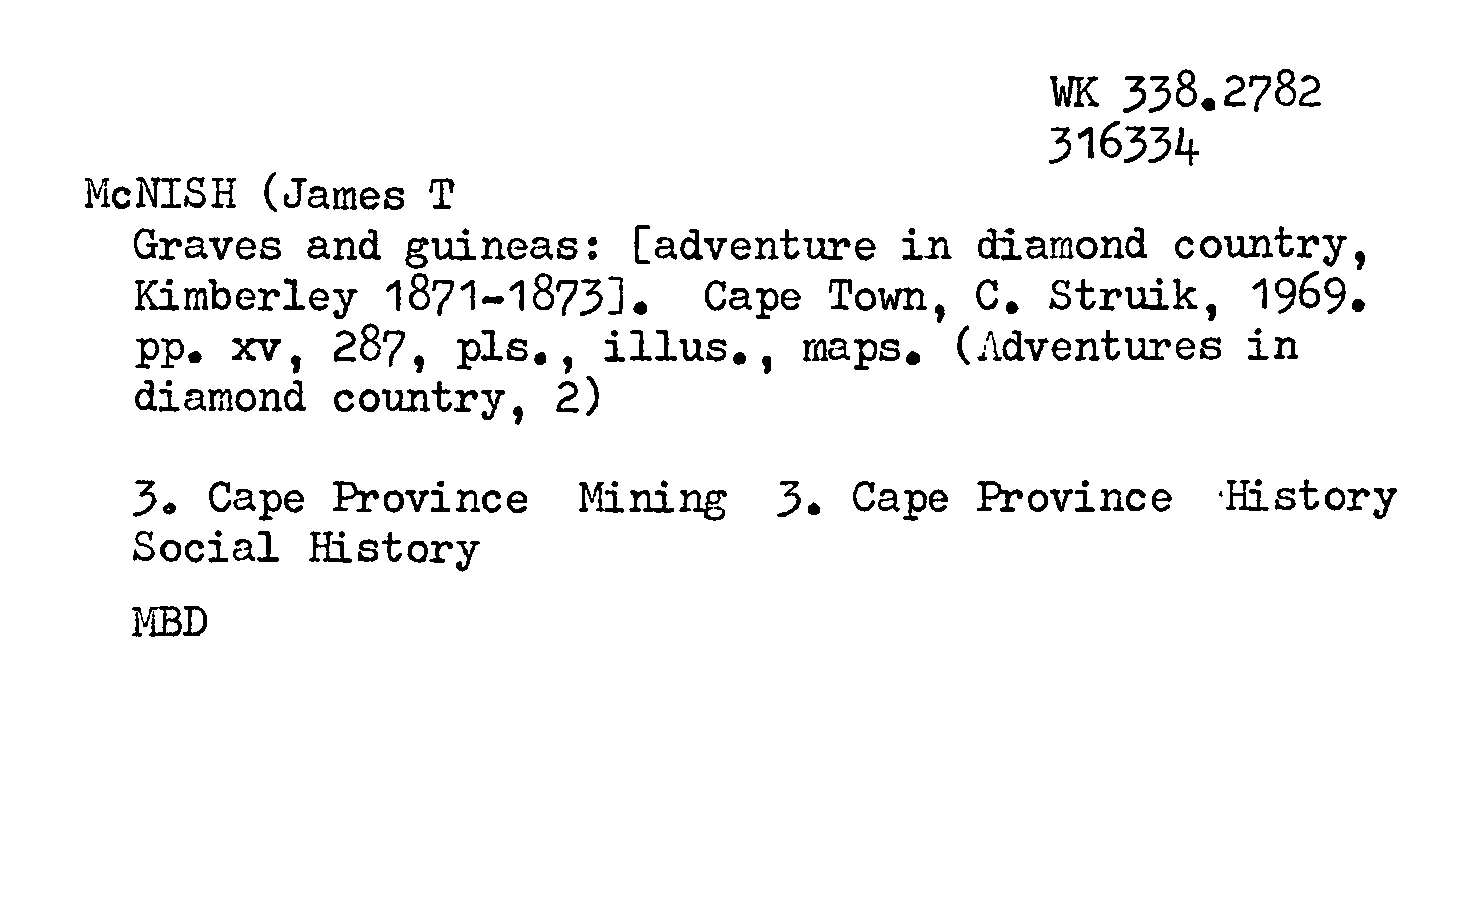 WK 338.2782
316334
McNISH (James T
Graves and guineas: [adventure in diamond country,
Kimberley 1871-1873]. Cape Town, C. Struik, 1969.
pp. xv, 287, pls., illus., maps. (Adventures in
diamond country, 2)
3. Cape Province Mining 3. Cape Province History
Social History
MBD